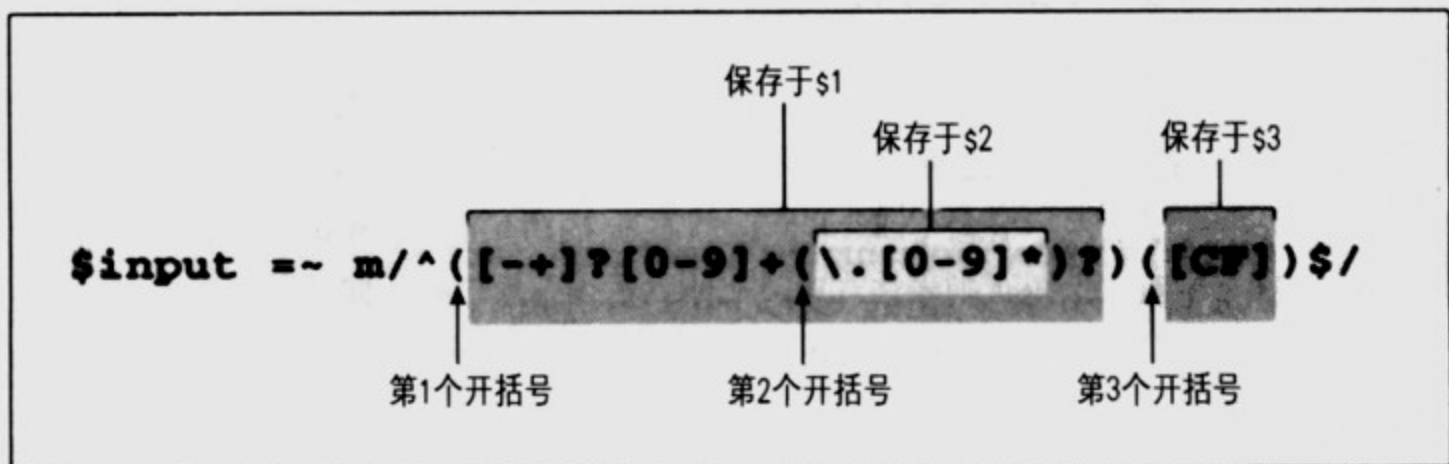 保存于$1
保存于$2 保存于$3
$input =~ m/^([-+]?[0-9]+(\.[0-9]*)?)([CF])$/
第1个开括号 第2个开括号 第3个开括号